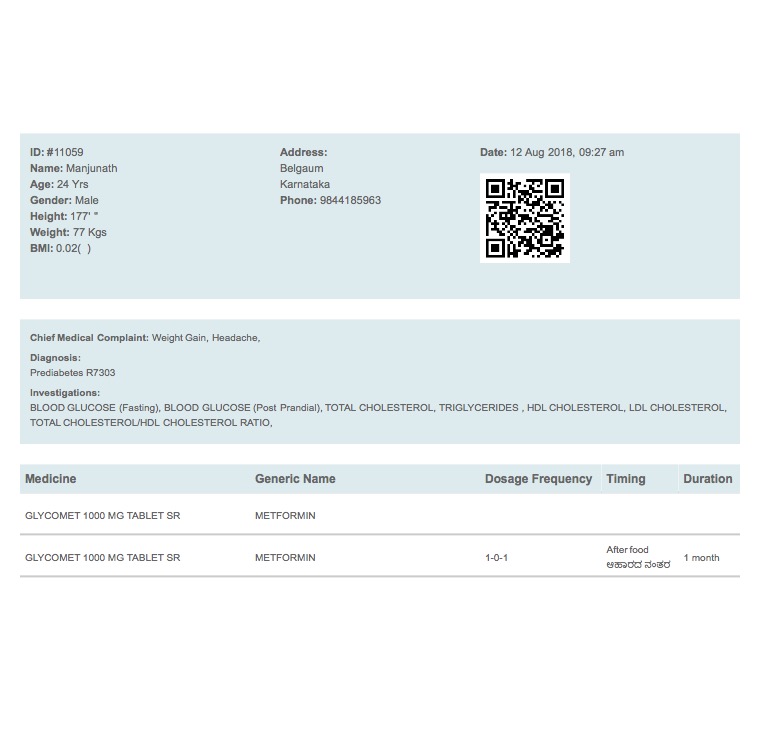 ID: #11059
Name: Manjunath
Age: 24 Yrs
Gender: Male
Height: 177' "
Weight: 77 Kgs
BMI: 0.02( )
Address:
Belgaum
Karnataka
Phone: 9844185963
Date: 12 Aug 2018, 09:27 am
Chief Medical Complaint: Weight Gain, Headache,
Diagnosis:
Prediabetes R7303
Investigations:
BLOOD GLUCOSE (Fasting), BLOOD GLUCOSE (Post Prandial), TOTAL CHOLESTEROL, TRIGLYCERIDES , HDL CHOLESTEROL, LDL CHOLESTEROL,
TOTAL CHOLESTEROL/HDL CHOLESTEROL RATIO,
Medicine Generic Name Dosage Frequency Timing Duration
GLYCOMET 1000 MG TABLET SR METFORMIN
GLYCOMET 1000 MG TABLET SR METFORMIN 1-0-1 After food ಆಹಾರದ ನಂತರ 1 month